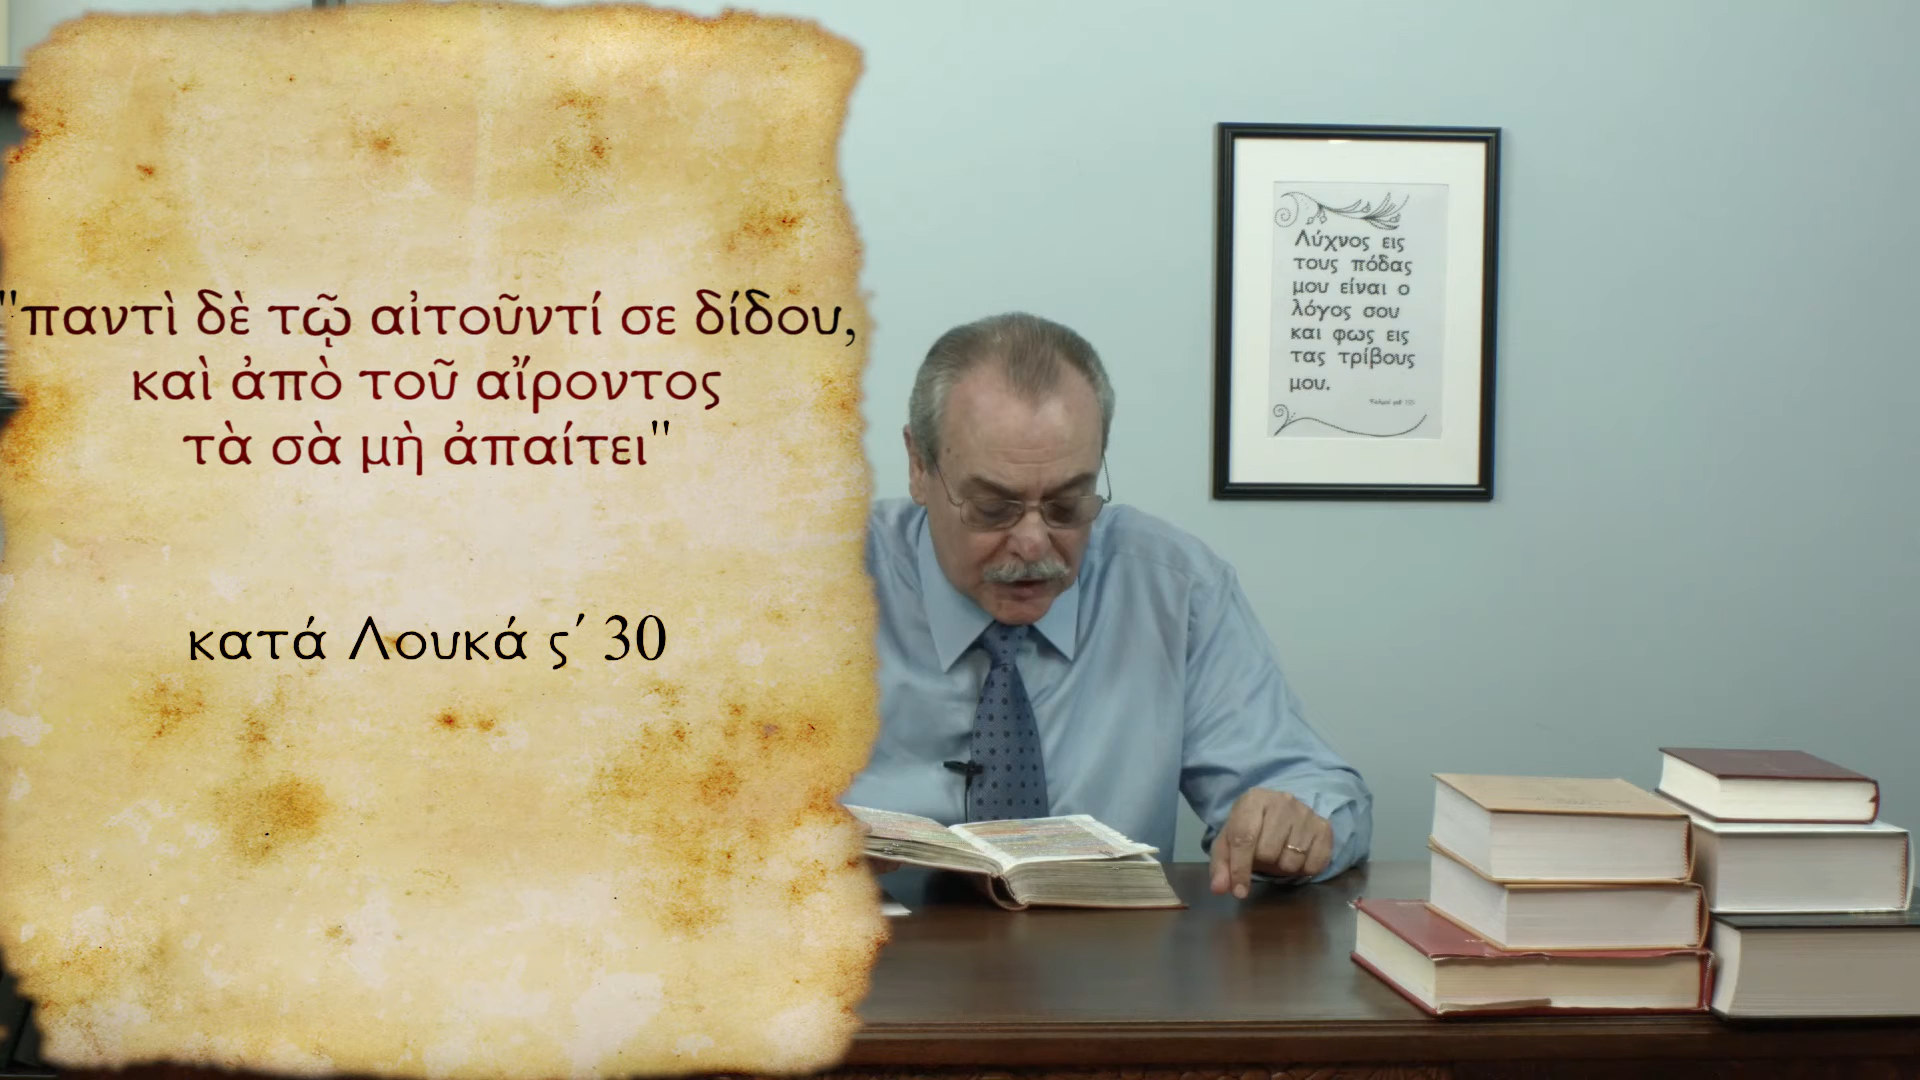 "παντὶ δὲ τῷ αἰτοῦντί σε δίδου,
καὶ ἀπὸ τοῦ αἴροντος
τὰ σὰ μὴ ἀπαίτει"
κατά Λουκά ς΄ 30
Λύχνος εις
τους πόδας
μου είναι ο
λόγος σου
και φως εις
τας τρίβους
μου.